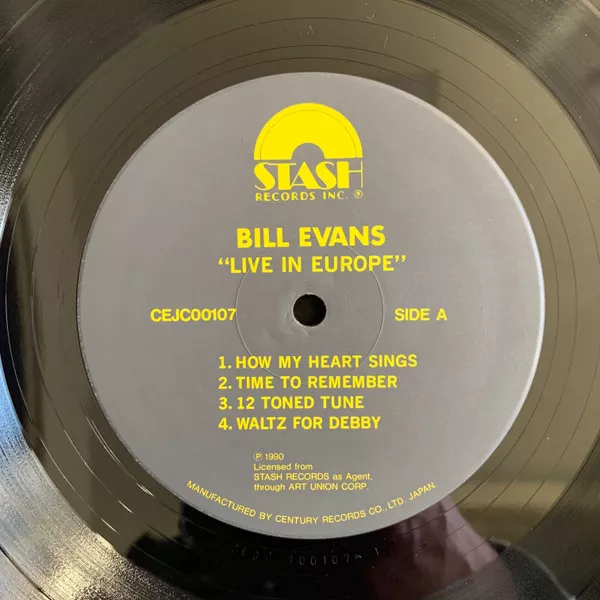 STASH
RECORDS INC. ®
BILL EVANS
"LIVE IN EUROPE"
CEJC00107 SIDE A
1. HOW MY HEART SINGS
2. TIME TO REMEMBER
3. 12 TONED TUNE
4. WALTZ FOR DEBBY
℗ 1990
Licensed from
STASH RECORDS as Agent,
through ART UNION CORP.
MANUFACTURED BY CENTURY RECORDS CO., LTD. JAPAN.